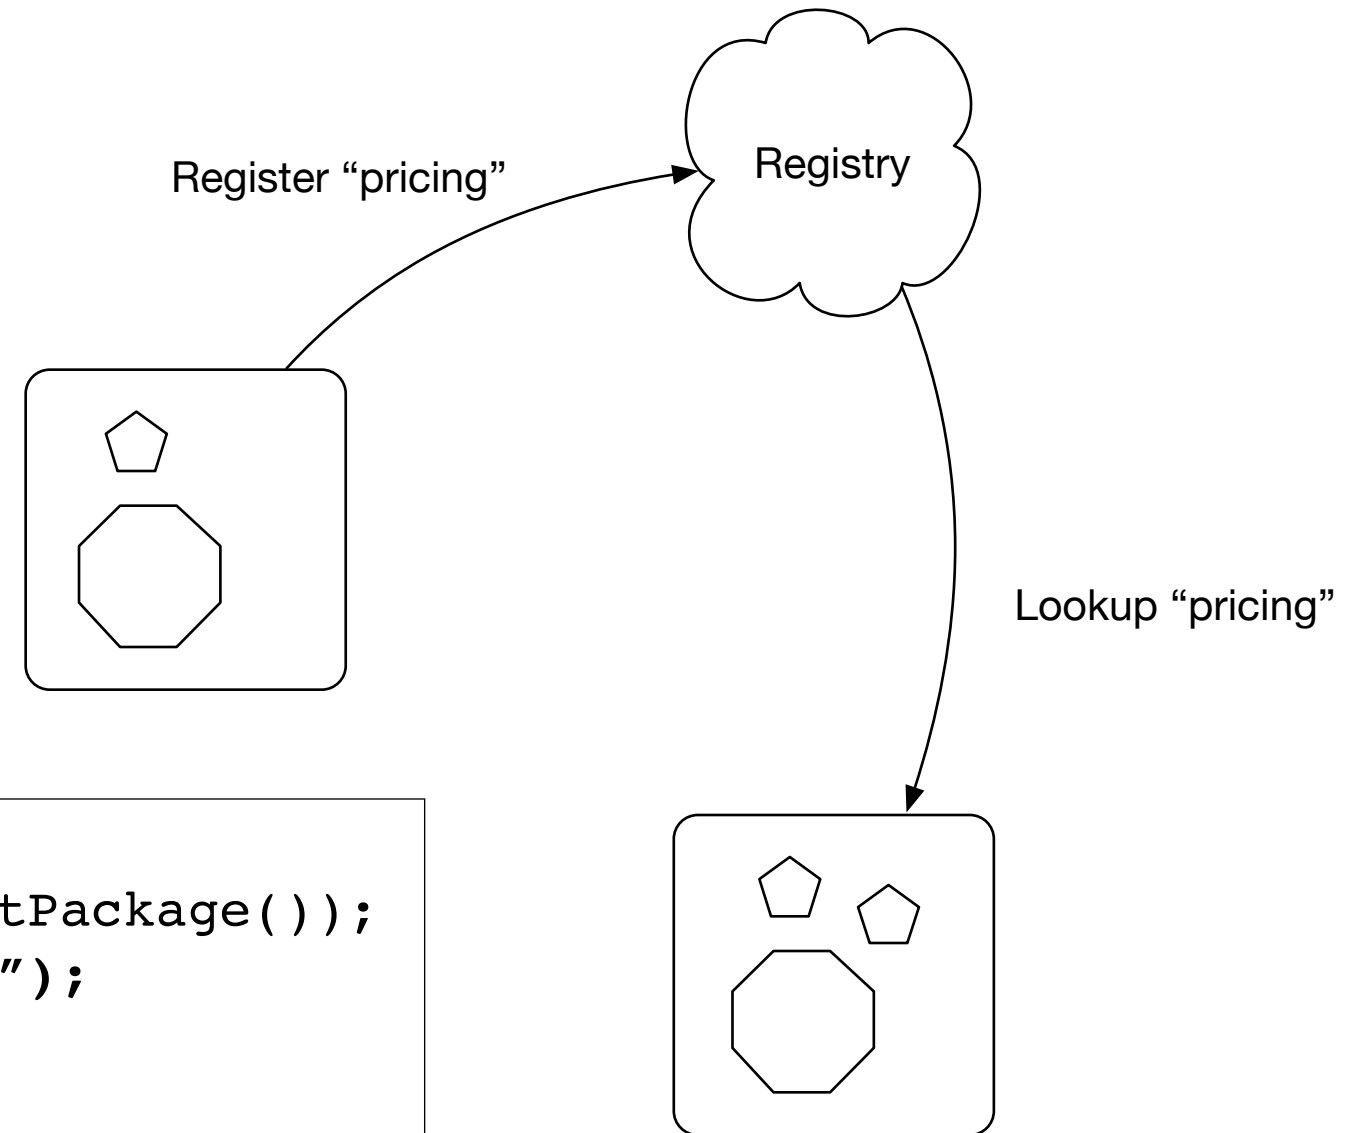 Register “pricing”
Registry
Lookup “pricing”
tPackage());
”);